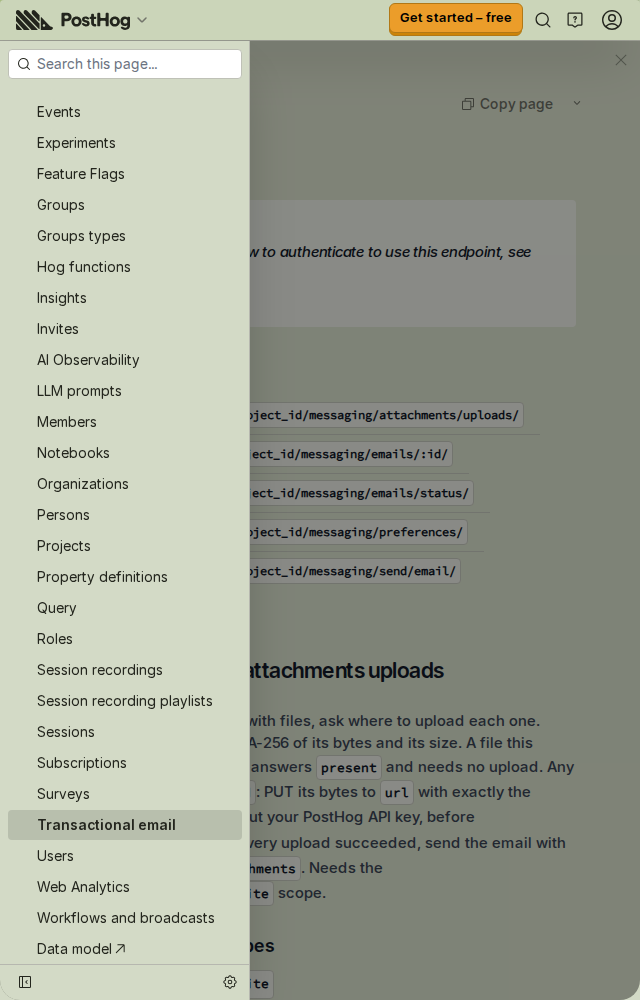 PostHog
Get started – free
Search this page...
Copy page
Events
Experiments
Feature Flags
Groups
Groups types
Hog functions
Insights
Invites
AI Observability
LLM prompts
Members
Notebooks
Organizations
Persons
Projects
Property definitions
Query
Roles
Session recordings
Session recording playlists
Sessions
Subscriptions
Surveys
Transactional email
Users
Web Analytics
Workflows and broadcasts
Data model
to authenticate to use this endpoint, see
ject_id/messaging/attachments/uploads/
ect_id/messaging/emails/:id/
ect_id/messaging/emails/status/
ject_id/messaging/preferences/
ject_id/messaging/send/email/
attachments uploads
with files, ask where to upload each one.
A-256 of its bytes and its size. A file this
answers present and needs no upload. Any
: PUT its bytes to url with exactly the
ut your PostHog API key, before
very upload succeeded, send the email with
hments. Needs the
ite scope.
pes
ite